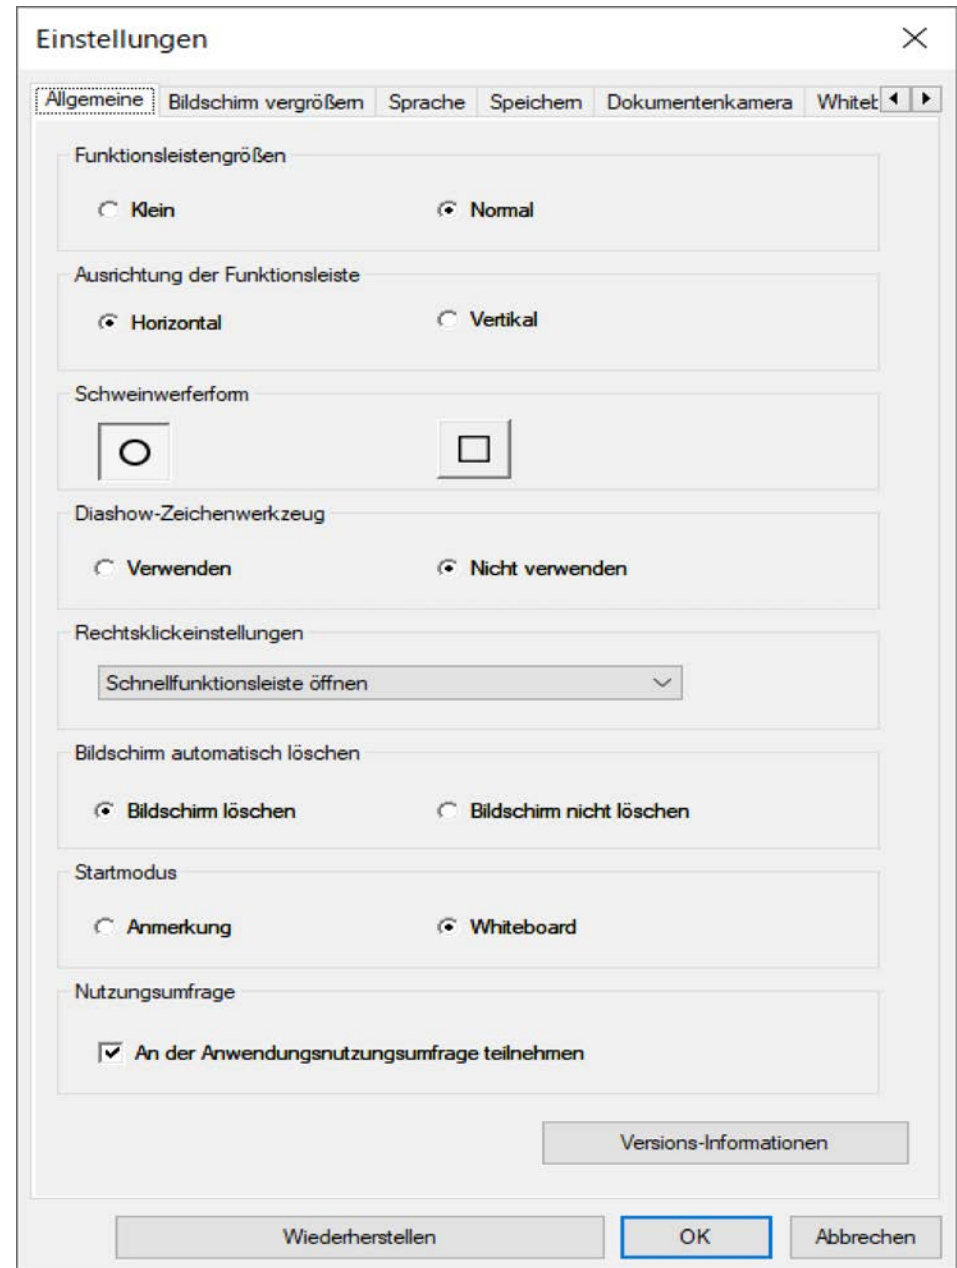 Einstellungen
Allgemeine Bildschirm vergrößern Sprache Speichern Dokumentenkamera
Funktionsleistengrößen
Klein Normal
Ausrichtung der Funktionsleiste
Horizontal Vertikal
Schweinwerferform
Diashow-Zeichenwerkzeug
Verwenden Nicht verwenden
Rechtsklickeinstellungen
Schnellfunktionsleiste öffnen
Bildschirm automatisch löschen
Bildschirm löschen Bildschirm nicht löschen
Startmodus
Anmerkung Whiteboard
Nutzungsumfrage
An der Anwendungsnutzungsumfrage teilnehmen
Versions-Informationen
Wiederherstellen OK Abbrechen